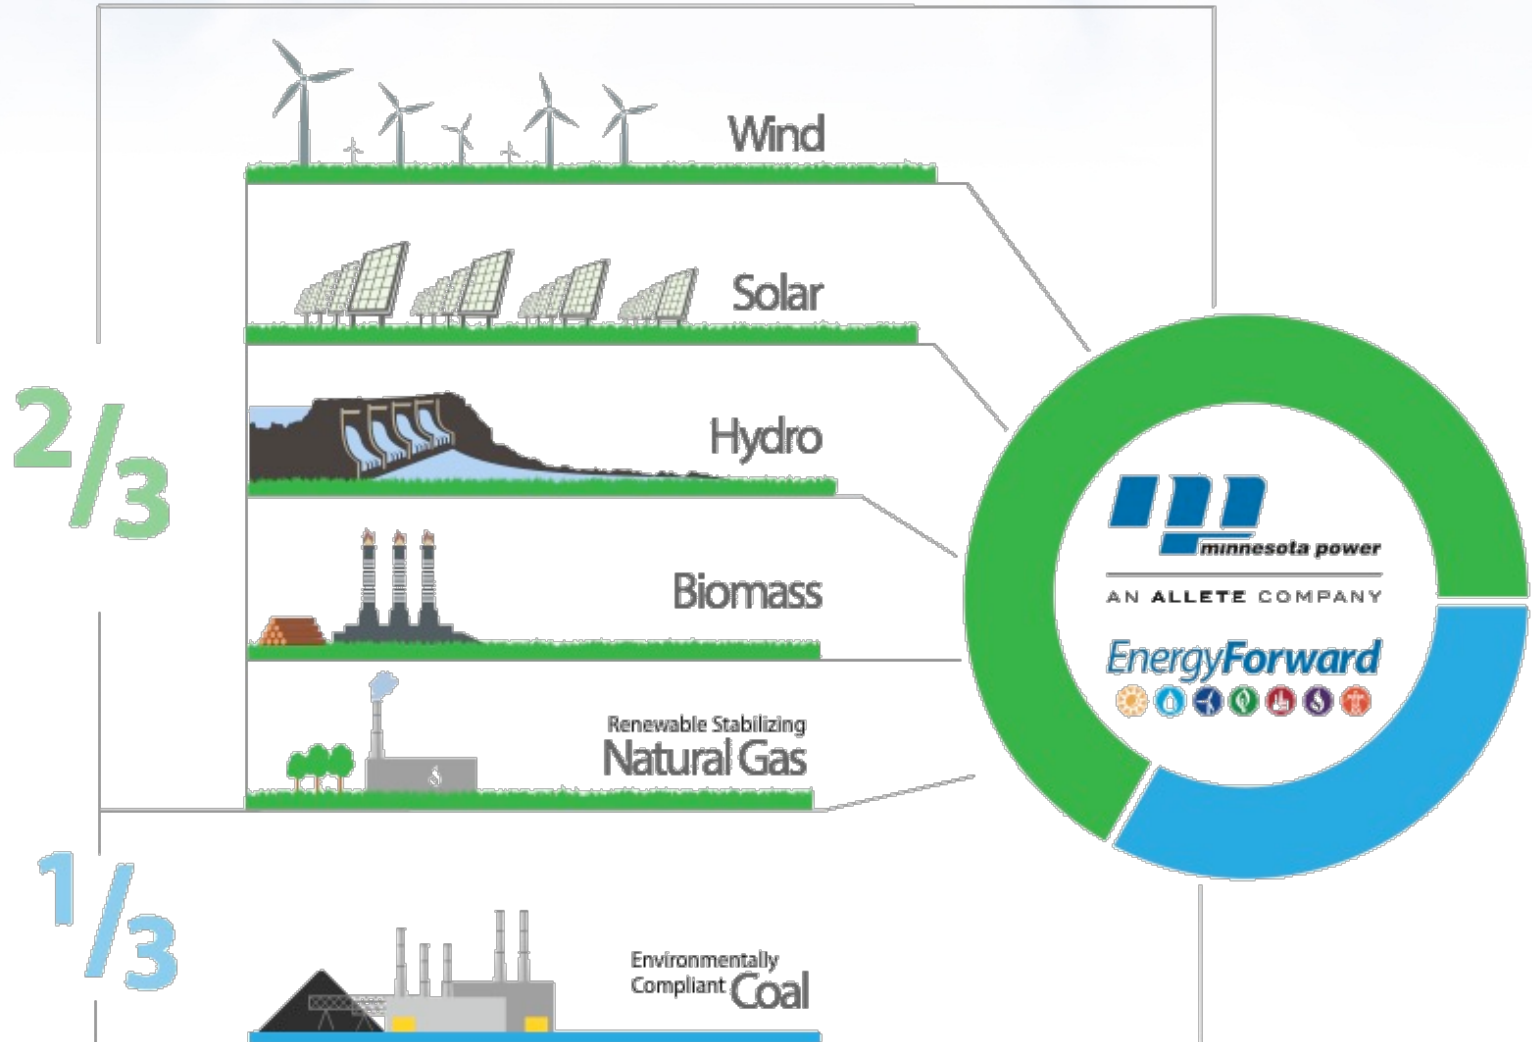 Wind
Solar
2/3
Hydro
minnesota power
AN ALLETE COMPANY
Biomass
EnergyForward
Renewable Stabilizing
Natural Gas
1/3
Environmentally
Compliant Coal